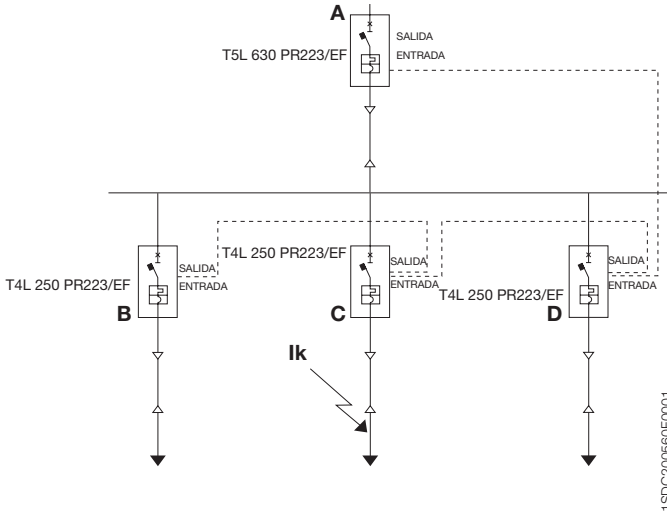 A
SALIDA
T5L 630 PR223/EF
ENTRADA
T4L 250 PR223/EF
SALIDA
ENTRADA
B
T4L 250 PR223/EF
SALIDA
ENTRADA
C
T4L 250 PR223/EF
SALIDA
ENTRADA
D
Ik